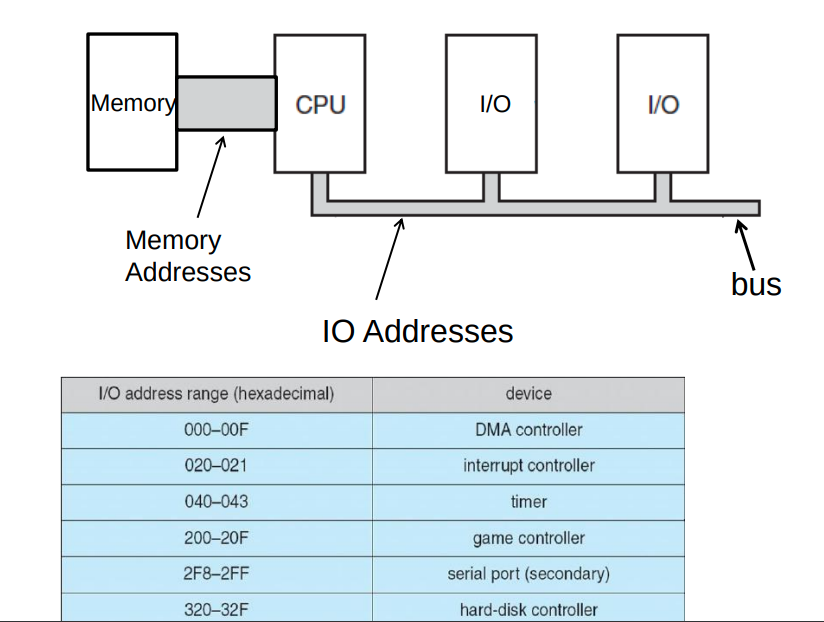 Memory
CPU
I/O
I/O
Memory
Addresses
bus
IO Addresses
I/O address range (hexadecimal) device
000–00F DMA controller
020–021 interrupt controller
040–043 timer
200–20F game controller
2F8–2FF serial port (secondary)
320–32F hard-disk controller